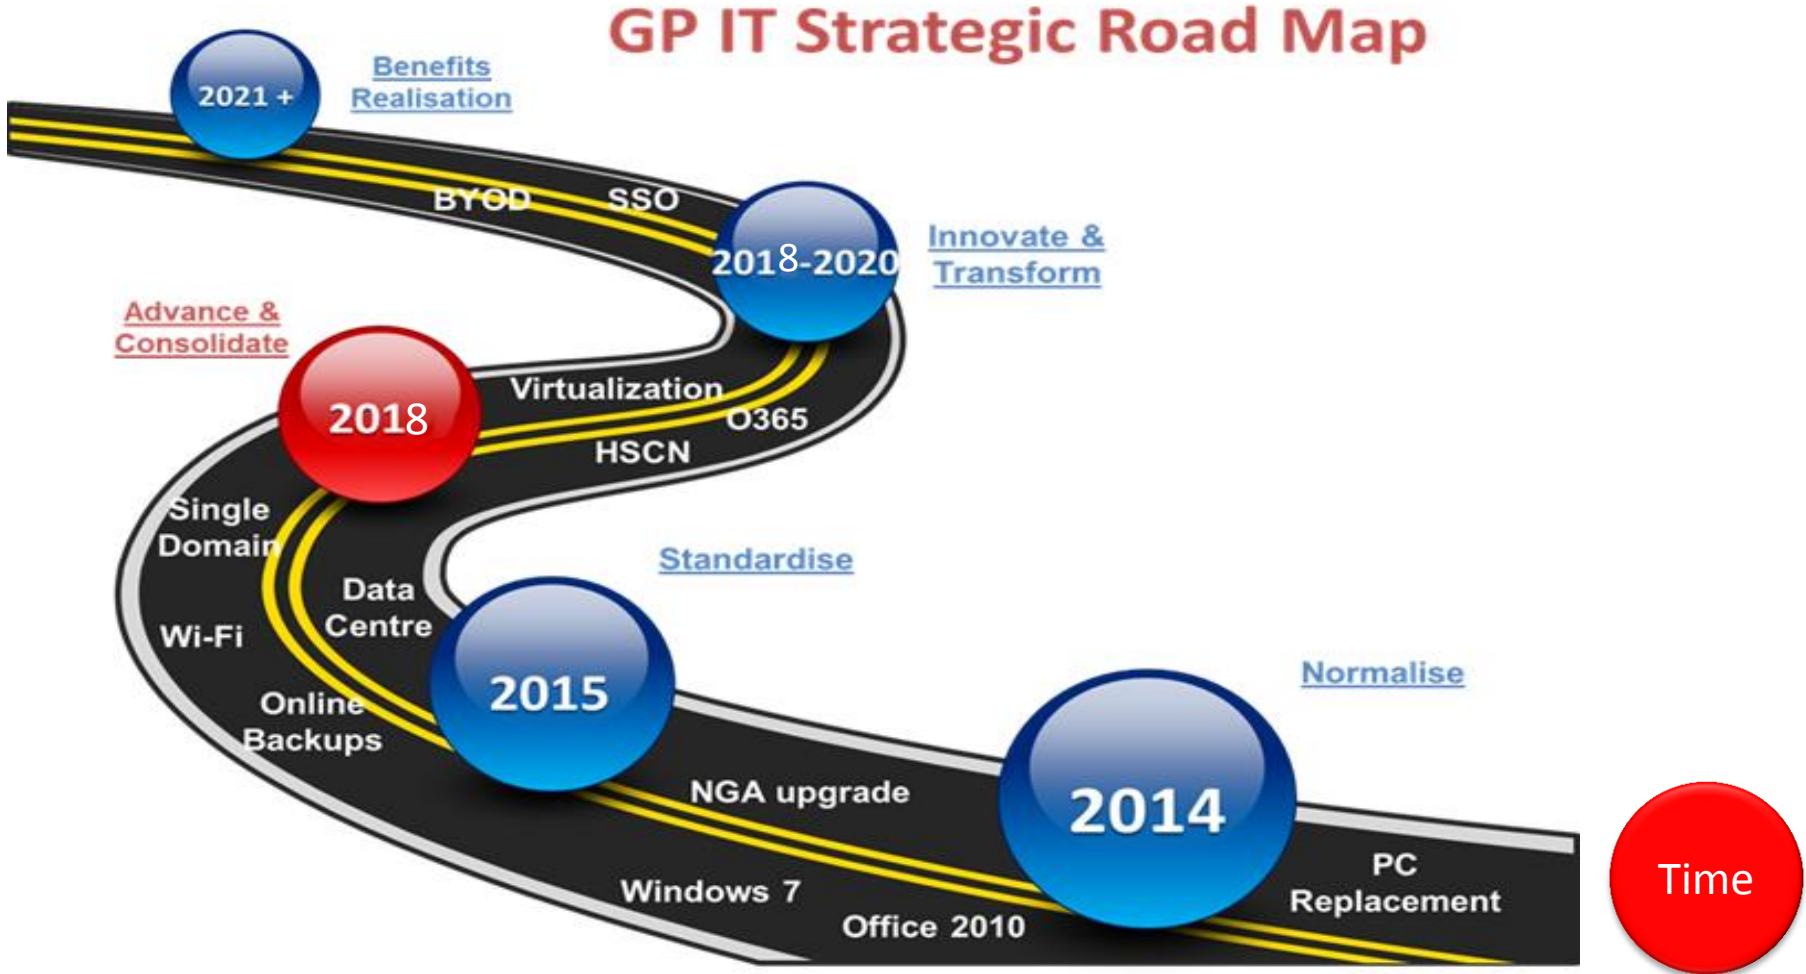 GP IT Strategic Road Map
2021 +
Benefits
Realisation
BYOD
SSO
2018-2020
Innovate &
Transform
Advance &
Consolidate
2018
Virtualization
O365
HSCN
Single
Domain
Data
Centre
Wi-Fi
Online
Backups
Standardise
2015
Normalise
2014
NGA upgrade
Windows 7
Office 2010
PC
Replacement
Time